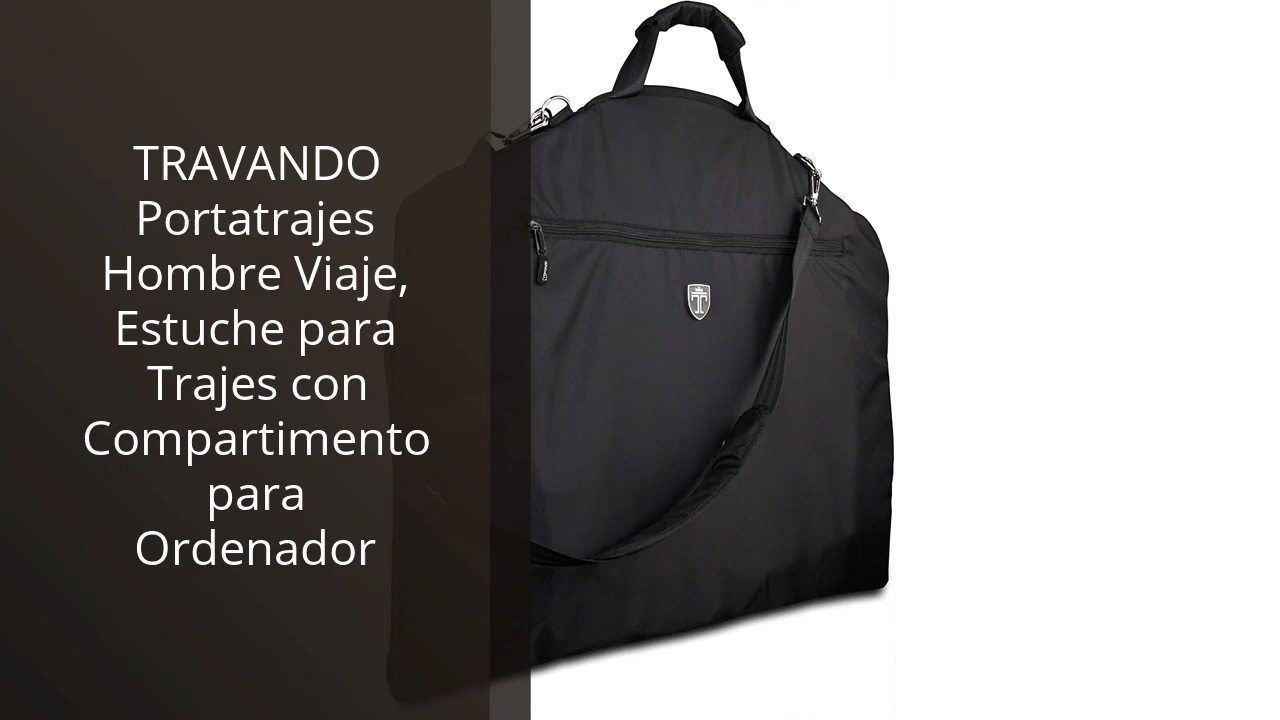 TRAVANDO
Portatrajes
Hombre Viaje,
Estuche para
Trajes con
Compartimento
para
Ordenador
T